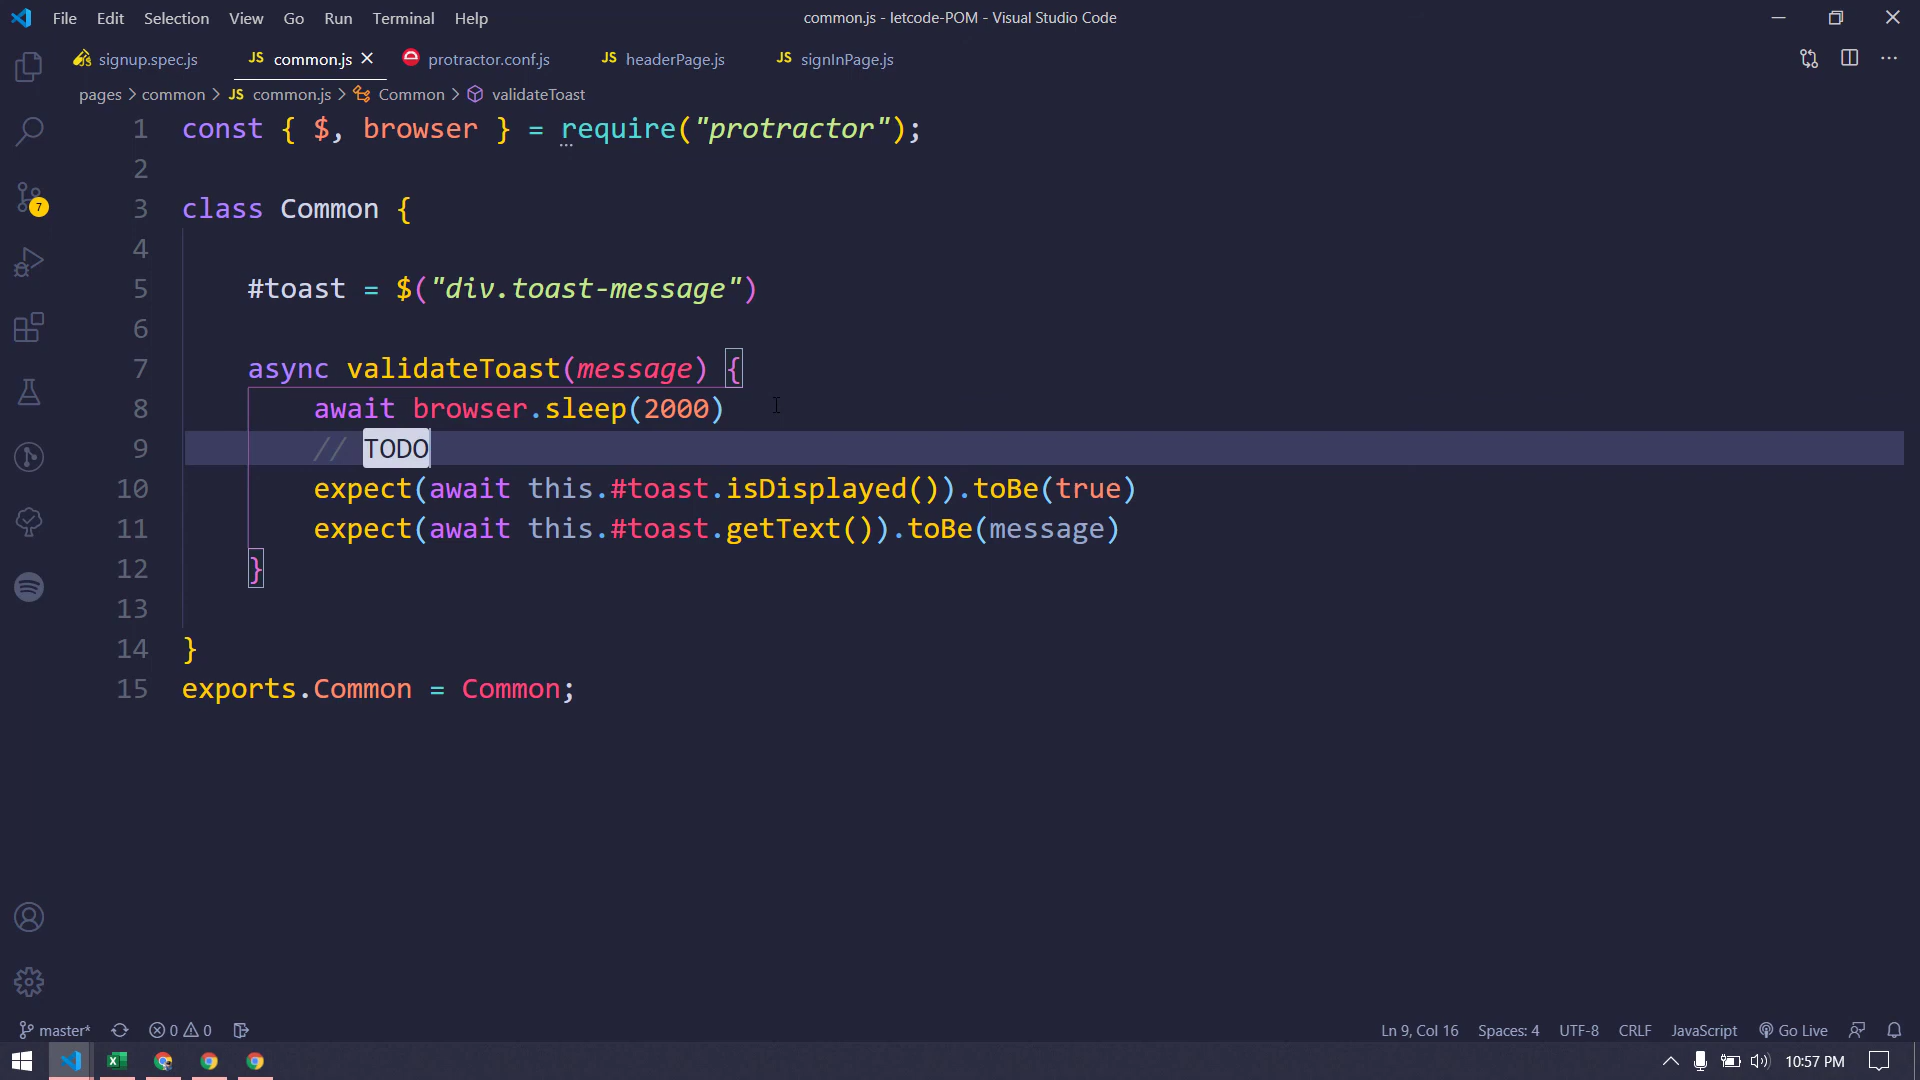 File Edit Selection View Go Run Terminal Help
common.js - letcode-POM - Visual Studio Code
signup.spec.js
JS common.js
protractor.conf.js
JS headerPage.js
JS signInPage.js
pages > common > JS common.js > Common > validateToast
1 const { $, browser } = require("protractor");
2
3 class Common {
4
5 #toast = $("div.toast-message")
6
7 async validateToast(message) {
8 await browser.sleep(2000)
9 // TODO
10 expect(await this.#toast.isDisplayed()).toBe(true)
11 expect(await this.#toast.getText()).toBe(message)
12 }
13
14 }
15 exports.Common = Common;
7
master* 0 0
Ln 9, Col 16 Spaces: 4 UTF-8 CRLF JavaScript Go Live
10:57 PM